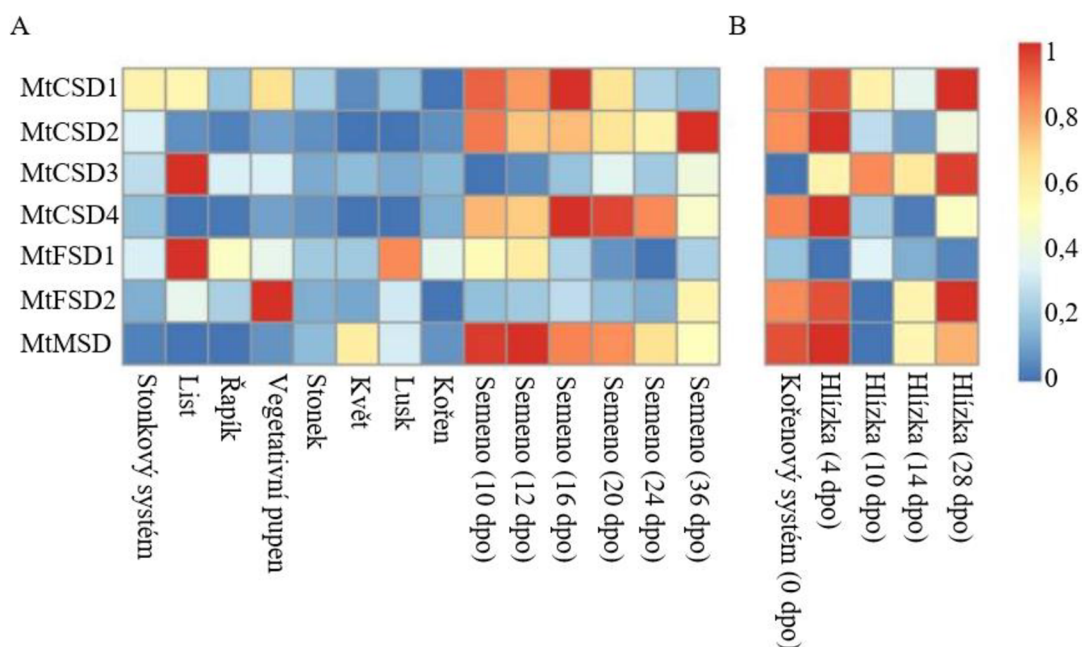 A
B
MtCSD1
MtCSD2
MtCSD3
MtCSD4
MtFSD1
MtFSD2
MtMSD
1
0,8
0,6
0,4
0,2
0
Stonkový systém
List
Řapík
Vegetativní pupen
Stonek
Květ
Lusk
Kořen
Semeno (10 dpo)
Semeno (12 dpo)
Semeno (16 dpo)
Semeno (20 dpo)
Semeno (24 dpo)
Semeno (36 dpo)
Kořenový systém (0 dpo)
Hlízka (4 dpo)
Hlízka (10 dpo)
Hlízka (14 dpo)
Hlízka (28 dpo)